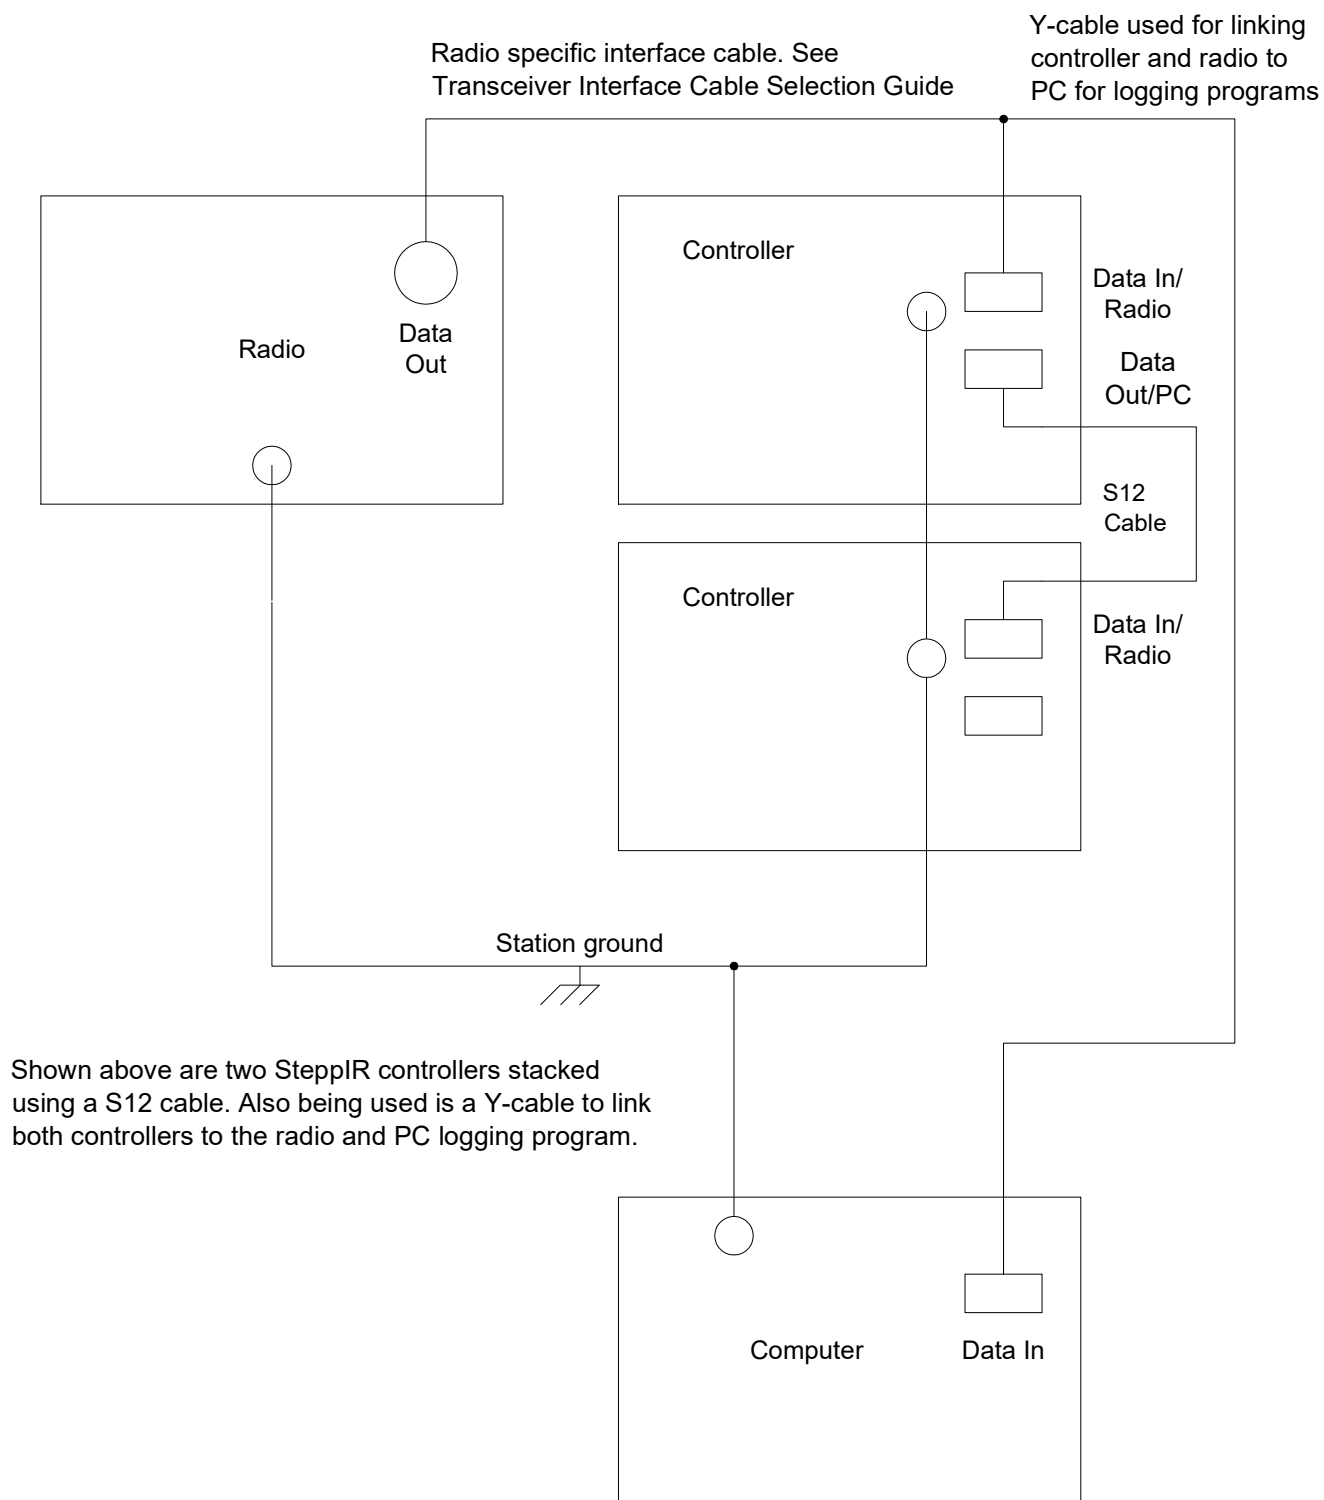 Y-cable used for linking
controller and radio to
PC for logging programs
Radio specific interface cable. See
Transceiver Interface Cable Selection Guide
Controller
Data In/
Radio
Data
Out
Radio
Data
Out/PC
S12
Cable
Controller
Data In/
Radio
Station ground
Shown above are two SteppIR controllers stacked
using a S12 cable. Also being used is a Y-cable to link
both controllers to the radio and PC logging program.
Computer
Data In